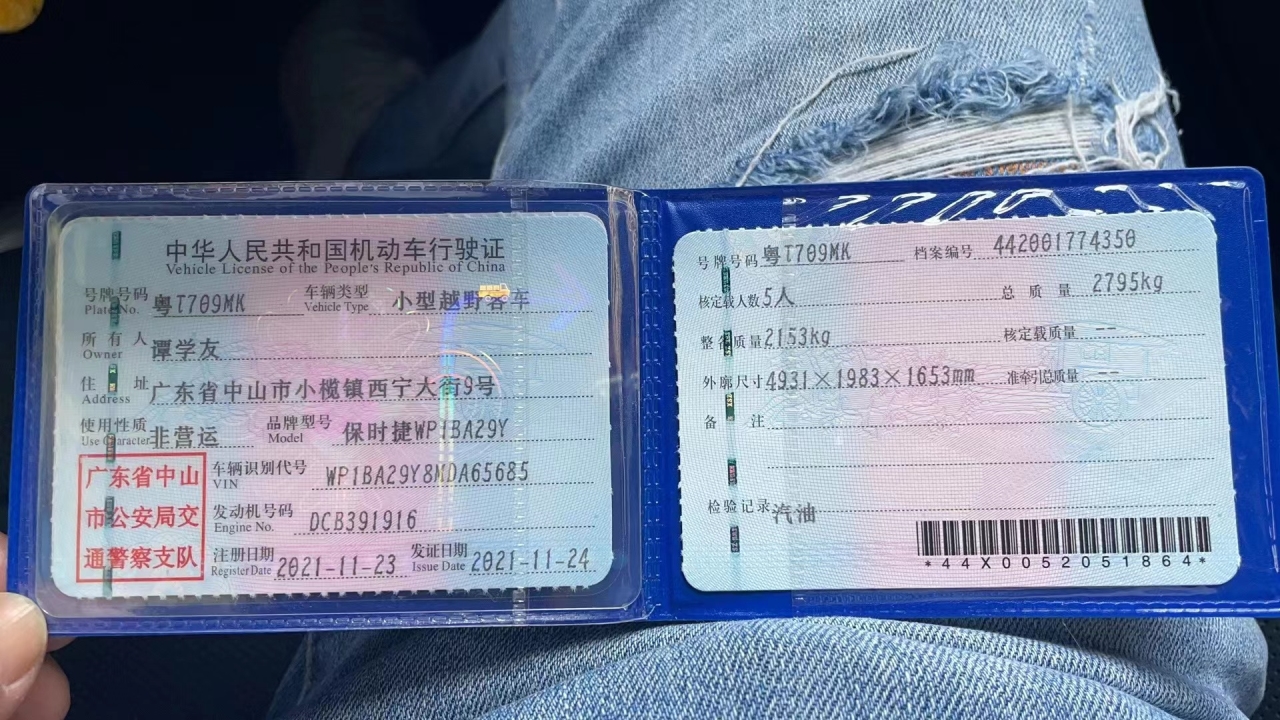 中华人民共和国机动车行驶证
Vehicle License of the People's Republic of China
号牌号码 粤T709MK 车辆类型 小型越野客车
Plate No. Vehicle Type
所有人 谭学友
Owner
住址 广东省中山市小榄镇西宁大街9号
Address
使用性质 非营运 品牌型号 保时捷WP1BA29Y
Use Character Model
广东省中山
市公安局交
通警察支队
车辆识别代号 WP1BA29Y8MDA65685
VIN
发动机号码 DCB391916
Engine No.
注册日期 2021-11-23 发证日期 2021-11-24
Register Date Issue Date
号牌号码 粤T709MK 档案编号 442001774350
核定载人数 5人 总质量 2795kg
整备质量 2153kg 核定载质量 --
外廓尺寸 4931×1983×1653mm 准牵引总质量 --
备注
检验记录 汽油
*44X0052051864*